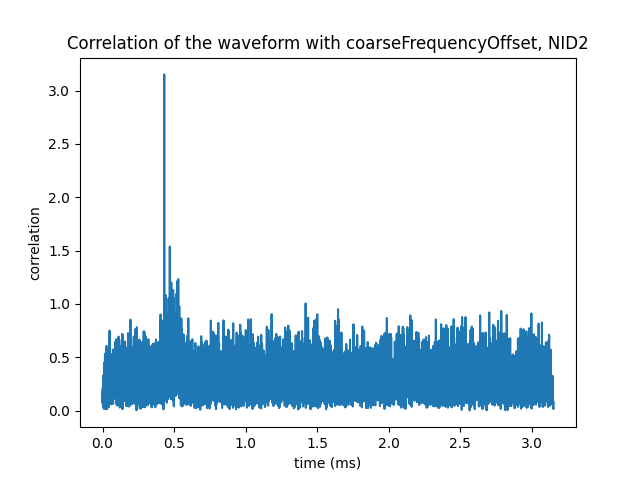 Correlation of the waveform with coarseFrequencyOffset, NID2
3.0
2.5
2.0
1.5
1.0
0.5
0.0
correlation
0.0 0.5 1.0 1.5 2.0 2.5 3.0
time (ms)